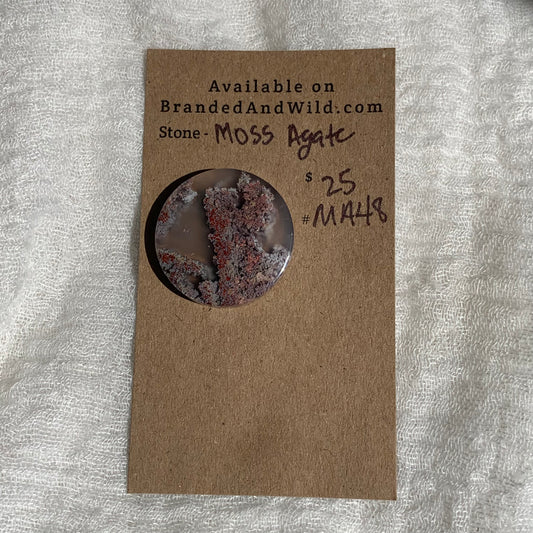 Available on
BrandedAndWild.com
Stone - Moss Agate
$ 25
# MA48